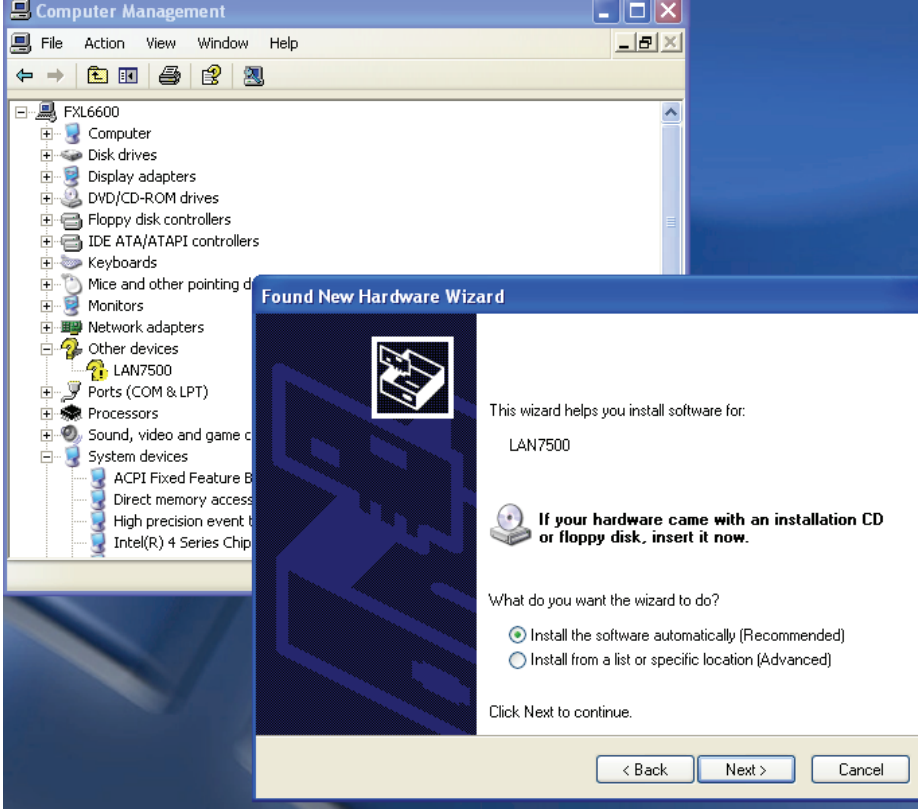 Computer Management
File Action View Window Help
FXL6600
Computer
Disk drives
Display adapters
DVD/CD-ROM drives
Floppy disk controllers
IDE ATA/ATAPI controllers
Keyboards
Mice and other pointing d
Monitors
Network adapters
Other devices
LAN7500
Ports (COM & LPT)
Processors
Sound, video and game c
System devices
ACPI Fixed Feature B
Direct memory access
High precision event t
Intel(R) 4 Series Chip
Found New Hardware Wizard
This wizard helps you install software for:
LAN7500
If your hardware came with an installation CD
or floppy disk, insert it now.
What do you want the wizard to do?
Install the software automatically (Recommended)
Install from a list or specific location (Advanced)
Click Next to continue.
< Back Next > Cancel